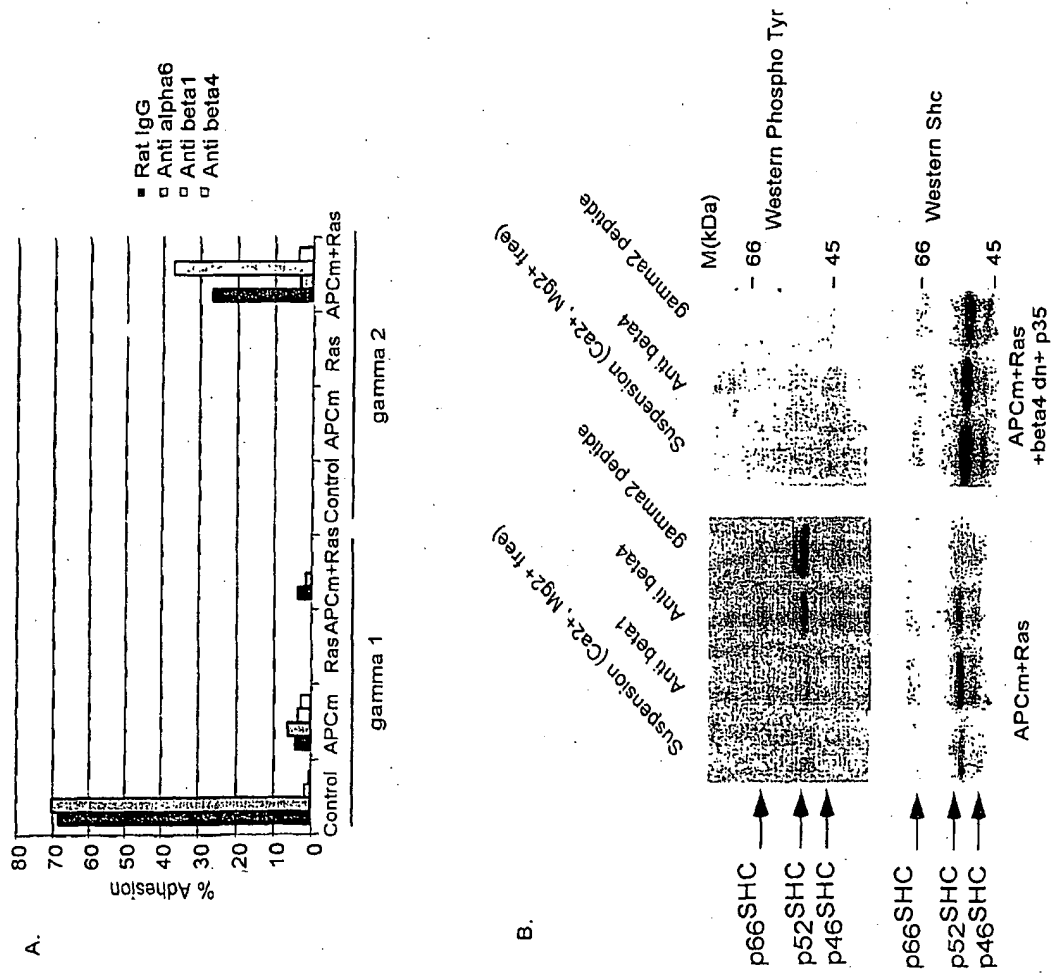 A.
% Adhesion
80
70
60
50
40
30
20
10
0
Control APCm Ras APCm+Ras Control APCm Ras APCm+Ras
gamma 1
gamma 2
Rat IgG
Anti alpha6
Anti beta1
Anti beta4
B.
Suspension (Ca2+, Mg2+ free)
Anti beta1
Anti beta4
gamma2 peptide
Suspension (Ca2+, Mg2+ free)
Anti beta4
gamma2 peptide
M(kDa)
p66SHC
p52SHC
p46SHC
– 66
– 45
Western Phospho Tyr
p66SHC
p52SHC
p46SHC
– 66
– 45
Western Shc
APCm+Ras
APCm+Ras
+beta4 dn+ p35